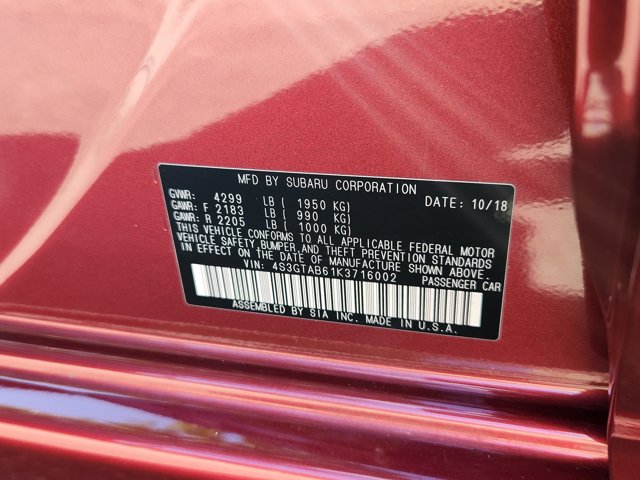 MFD BY SUBARU CORPORATION
GVWR: 4299 LB ( 1950 KG) DATE: 10/18
GAWR: F 2183 LB ( 990 KG)
GAWR: R 2205 LB ( 1000 KG)
THIS VEHICLE CONFORMS TO ALL APPLICABLE FEDERAL MOTOR
VEHICLE SAFETY, BUMPER, AND THEFT PREVENTION STANDARDS
IN EFFECT ON THE DATE OF MANUFACTURE SHOWN ABOVE.
VIN: 4S3GTAB61K3716002 PASSENGER CAR
ASSEMBLED BY SIA INC. MADE IN U.S.A.